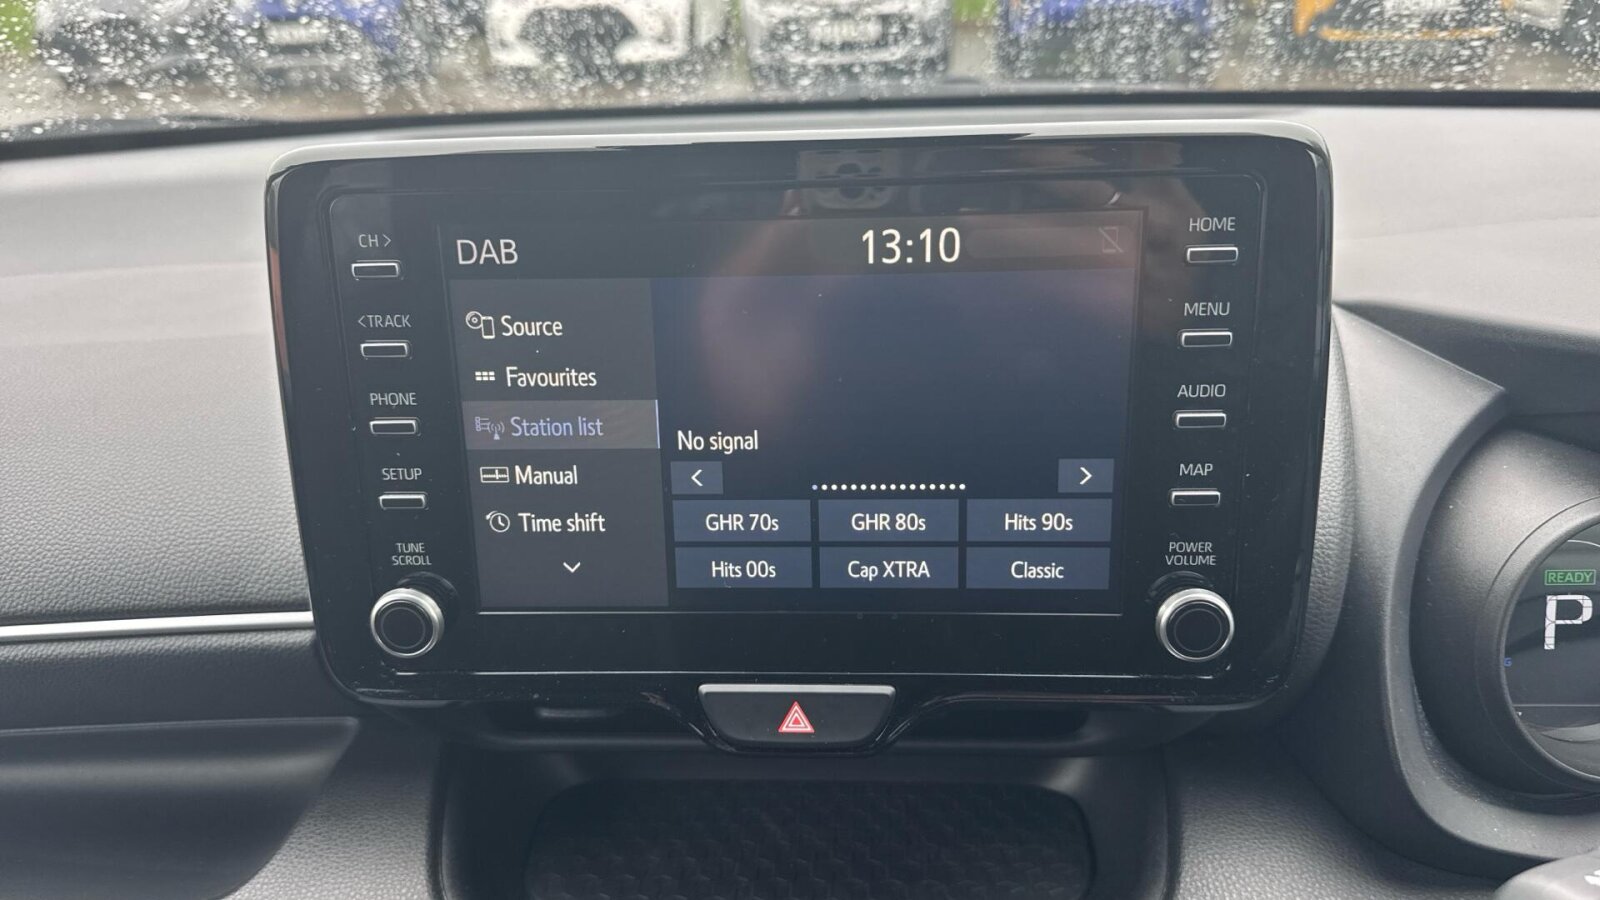 DAB
13:10
CH >
<TRACK
PHONE
SETUP
TUNE
SCROLL
Source
Favourites
Station list
Manual
Time shift
No signal
<
>
GHR 70s
GHR 80s
Hits 90s
Hits 00s
Cap XTRA
Classic
HOME
MENU
AUDIO
MAP
POWER
VOLUME
READY
P